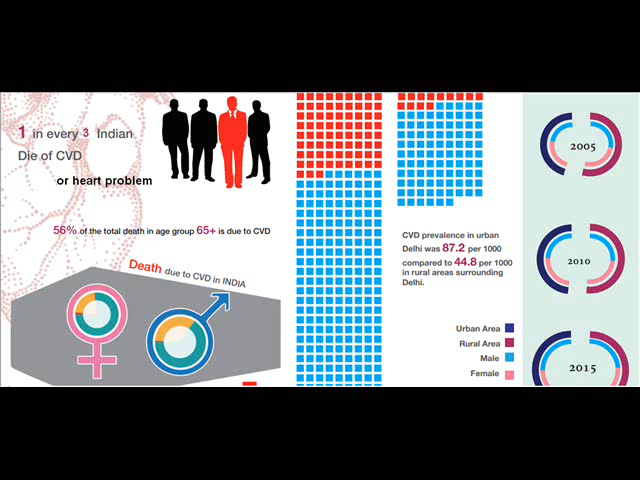 1 in every 3 Indian
Die of CVD
or heart problem
56% of the total death in age group 65+ is due to CVD
Death due to CVD in INDIA
CVD prevalence in urban
Delhi was 87.2 per 1000
compared to 44.8 per 1000
in rural areas surrounding
Delhi.
Urban Area
Rural Area
Male
Female
2005
2010
2015